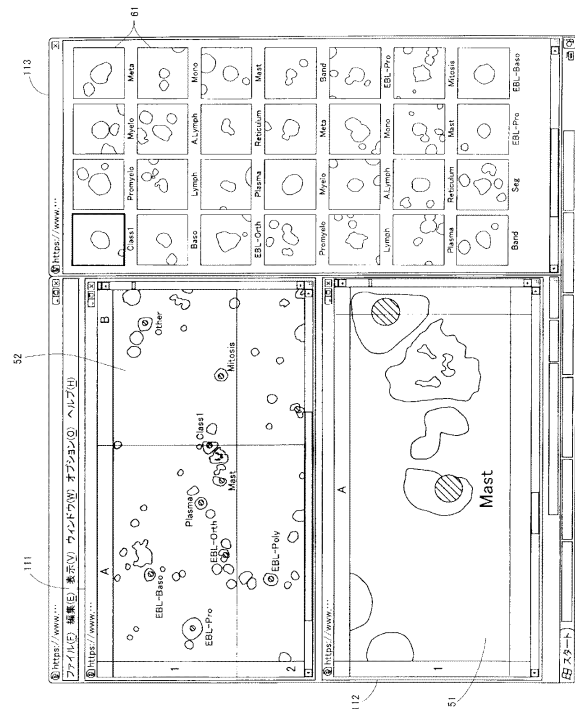 111
52
113
61
https://www.…
ファイル(F) 編集(E) 表示(V) ウィンドウ(W) オプション(O) ヘルプ(H)
https://www.…
A B
1
EBL-Baso
Other
EBL-Pro
Plasma
Class1
EBL-Orth
Mast
Mitosis
2
EBL-Poly
https://www.…
A
1
Mast
112
51
https://www.…
Class1 Promyelo Myelo Meta
Baso Lymph A.Lymph Mono
EBL-Orth Plasma Reticulum Mast
Promyelo Myelo Meta Band
Lymph A.Lymph Mono EBL-Pro
Plasma Reticulum Mast Mitosis
Band Seg EBL-Pro EBL-Baso
スタート